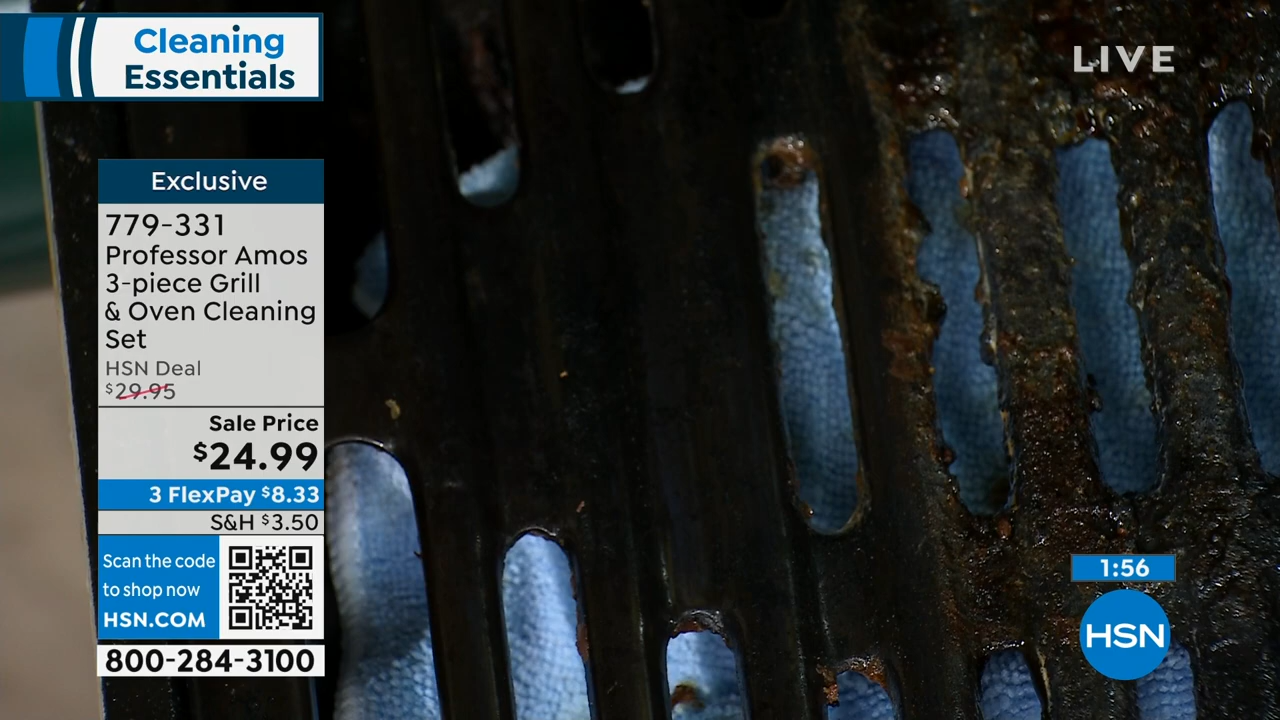 Cleaning
Essentials
LIVE
Exclusive
779-331
Professor Amos
3-piece Grill
& Oven Cleaning
Set
HSN Deal
$29.95
Sale Price
$24.99
3 FlexPay $8.33
S&H $3.50
Scan the code
to shop now
HSN.COM
800-284-3100
1:56
HSN